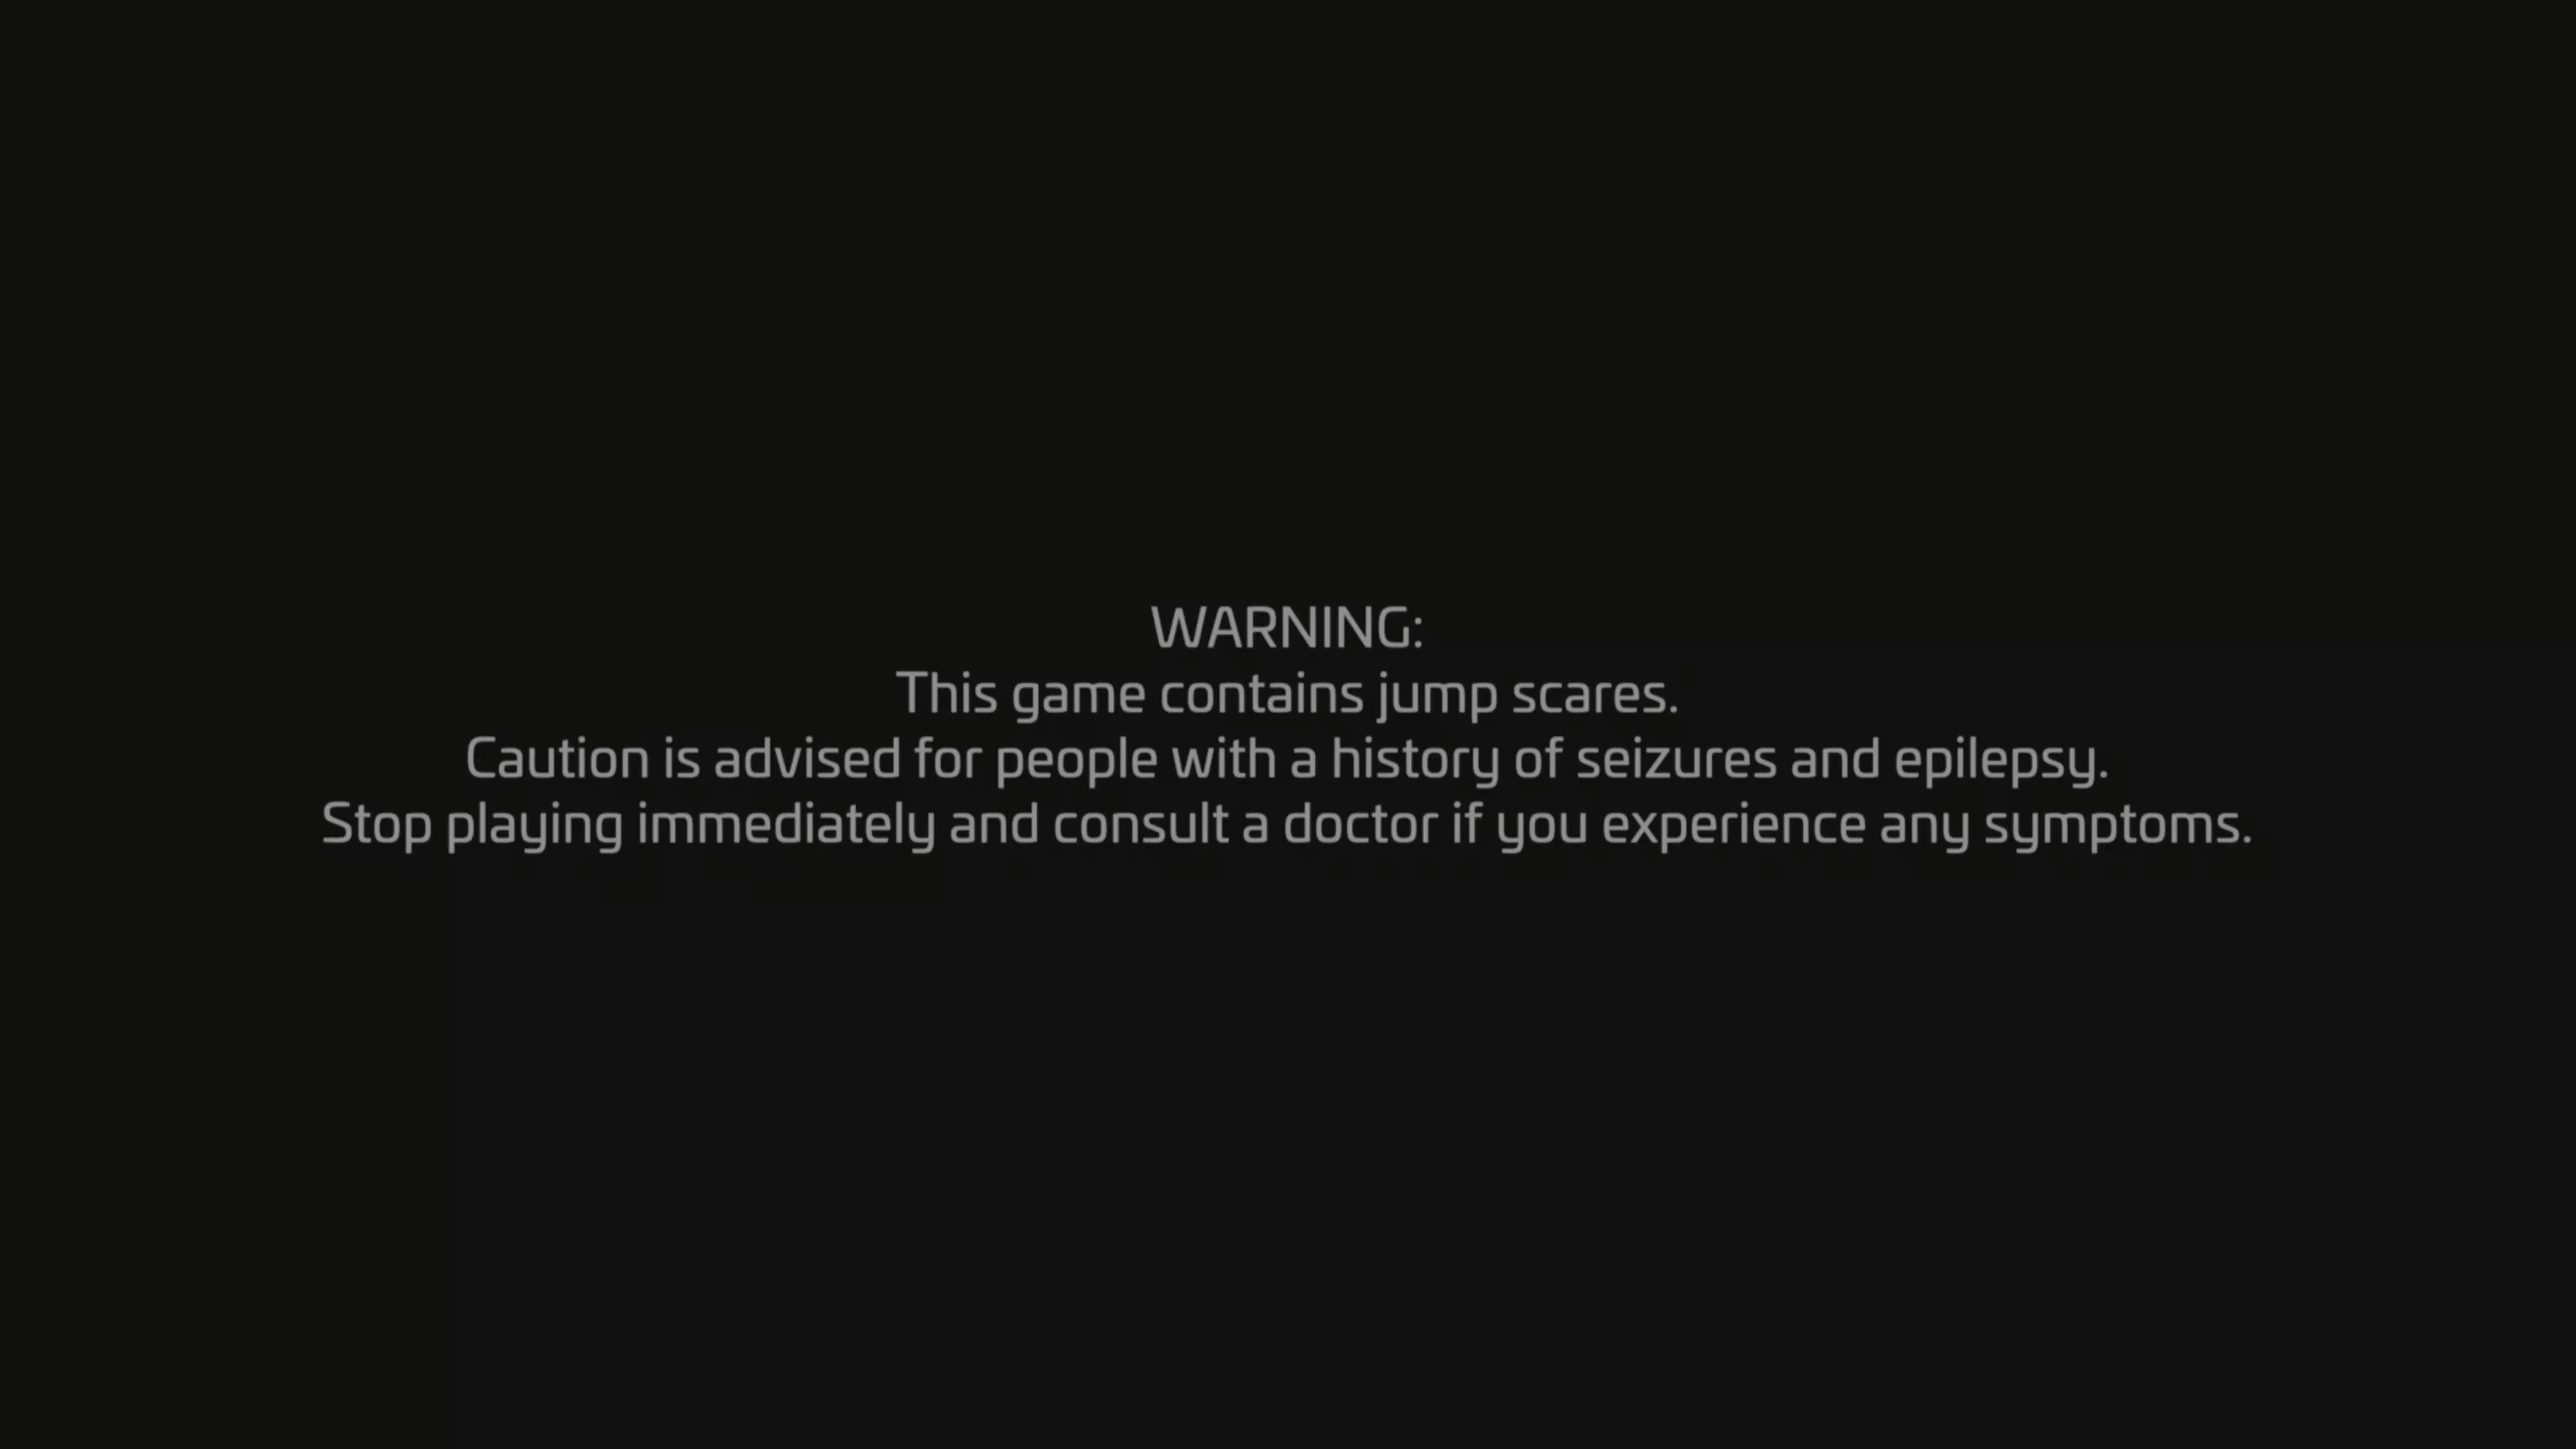 WARNING:
This game contains jump scares.
Caution is advised for people with a history of seizures and epilepsy.
Stop playing immediately and consult a doctor if you experience any symptoms.